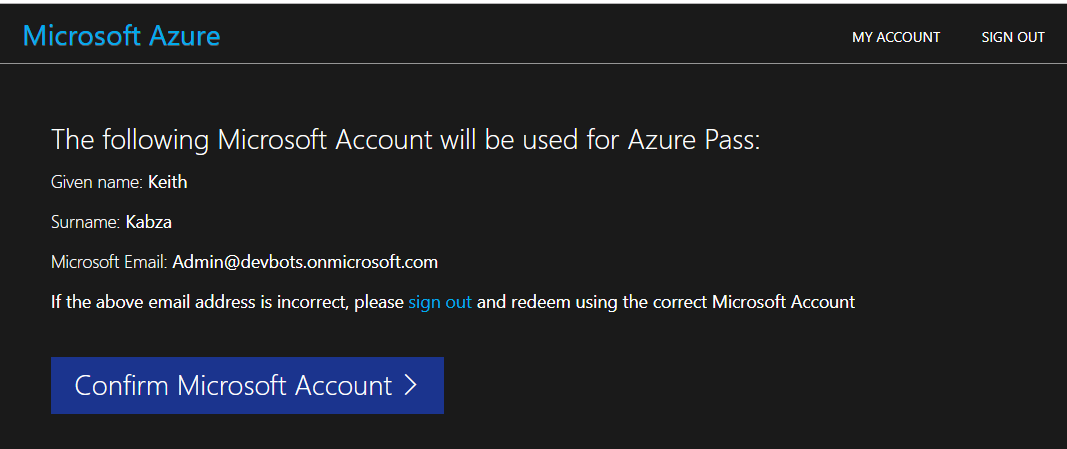 Microsoft Azure
MY ACCOUNT
SIGN OUT
The following Microsoft Account will be used for Azure Pass:
Given name: Keith
Surname: Kabza
Microsoft Email: Admin@devbots.onmicrosoft.com
If the above email address is incorrect, please sign out and redeem using the correct Microsoft Account
Confirm Microsoft Account